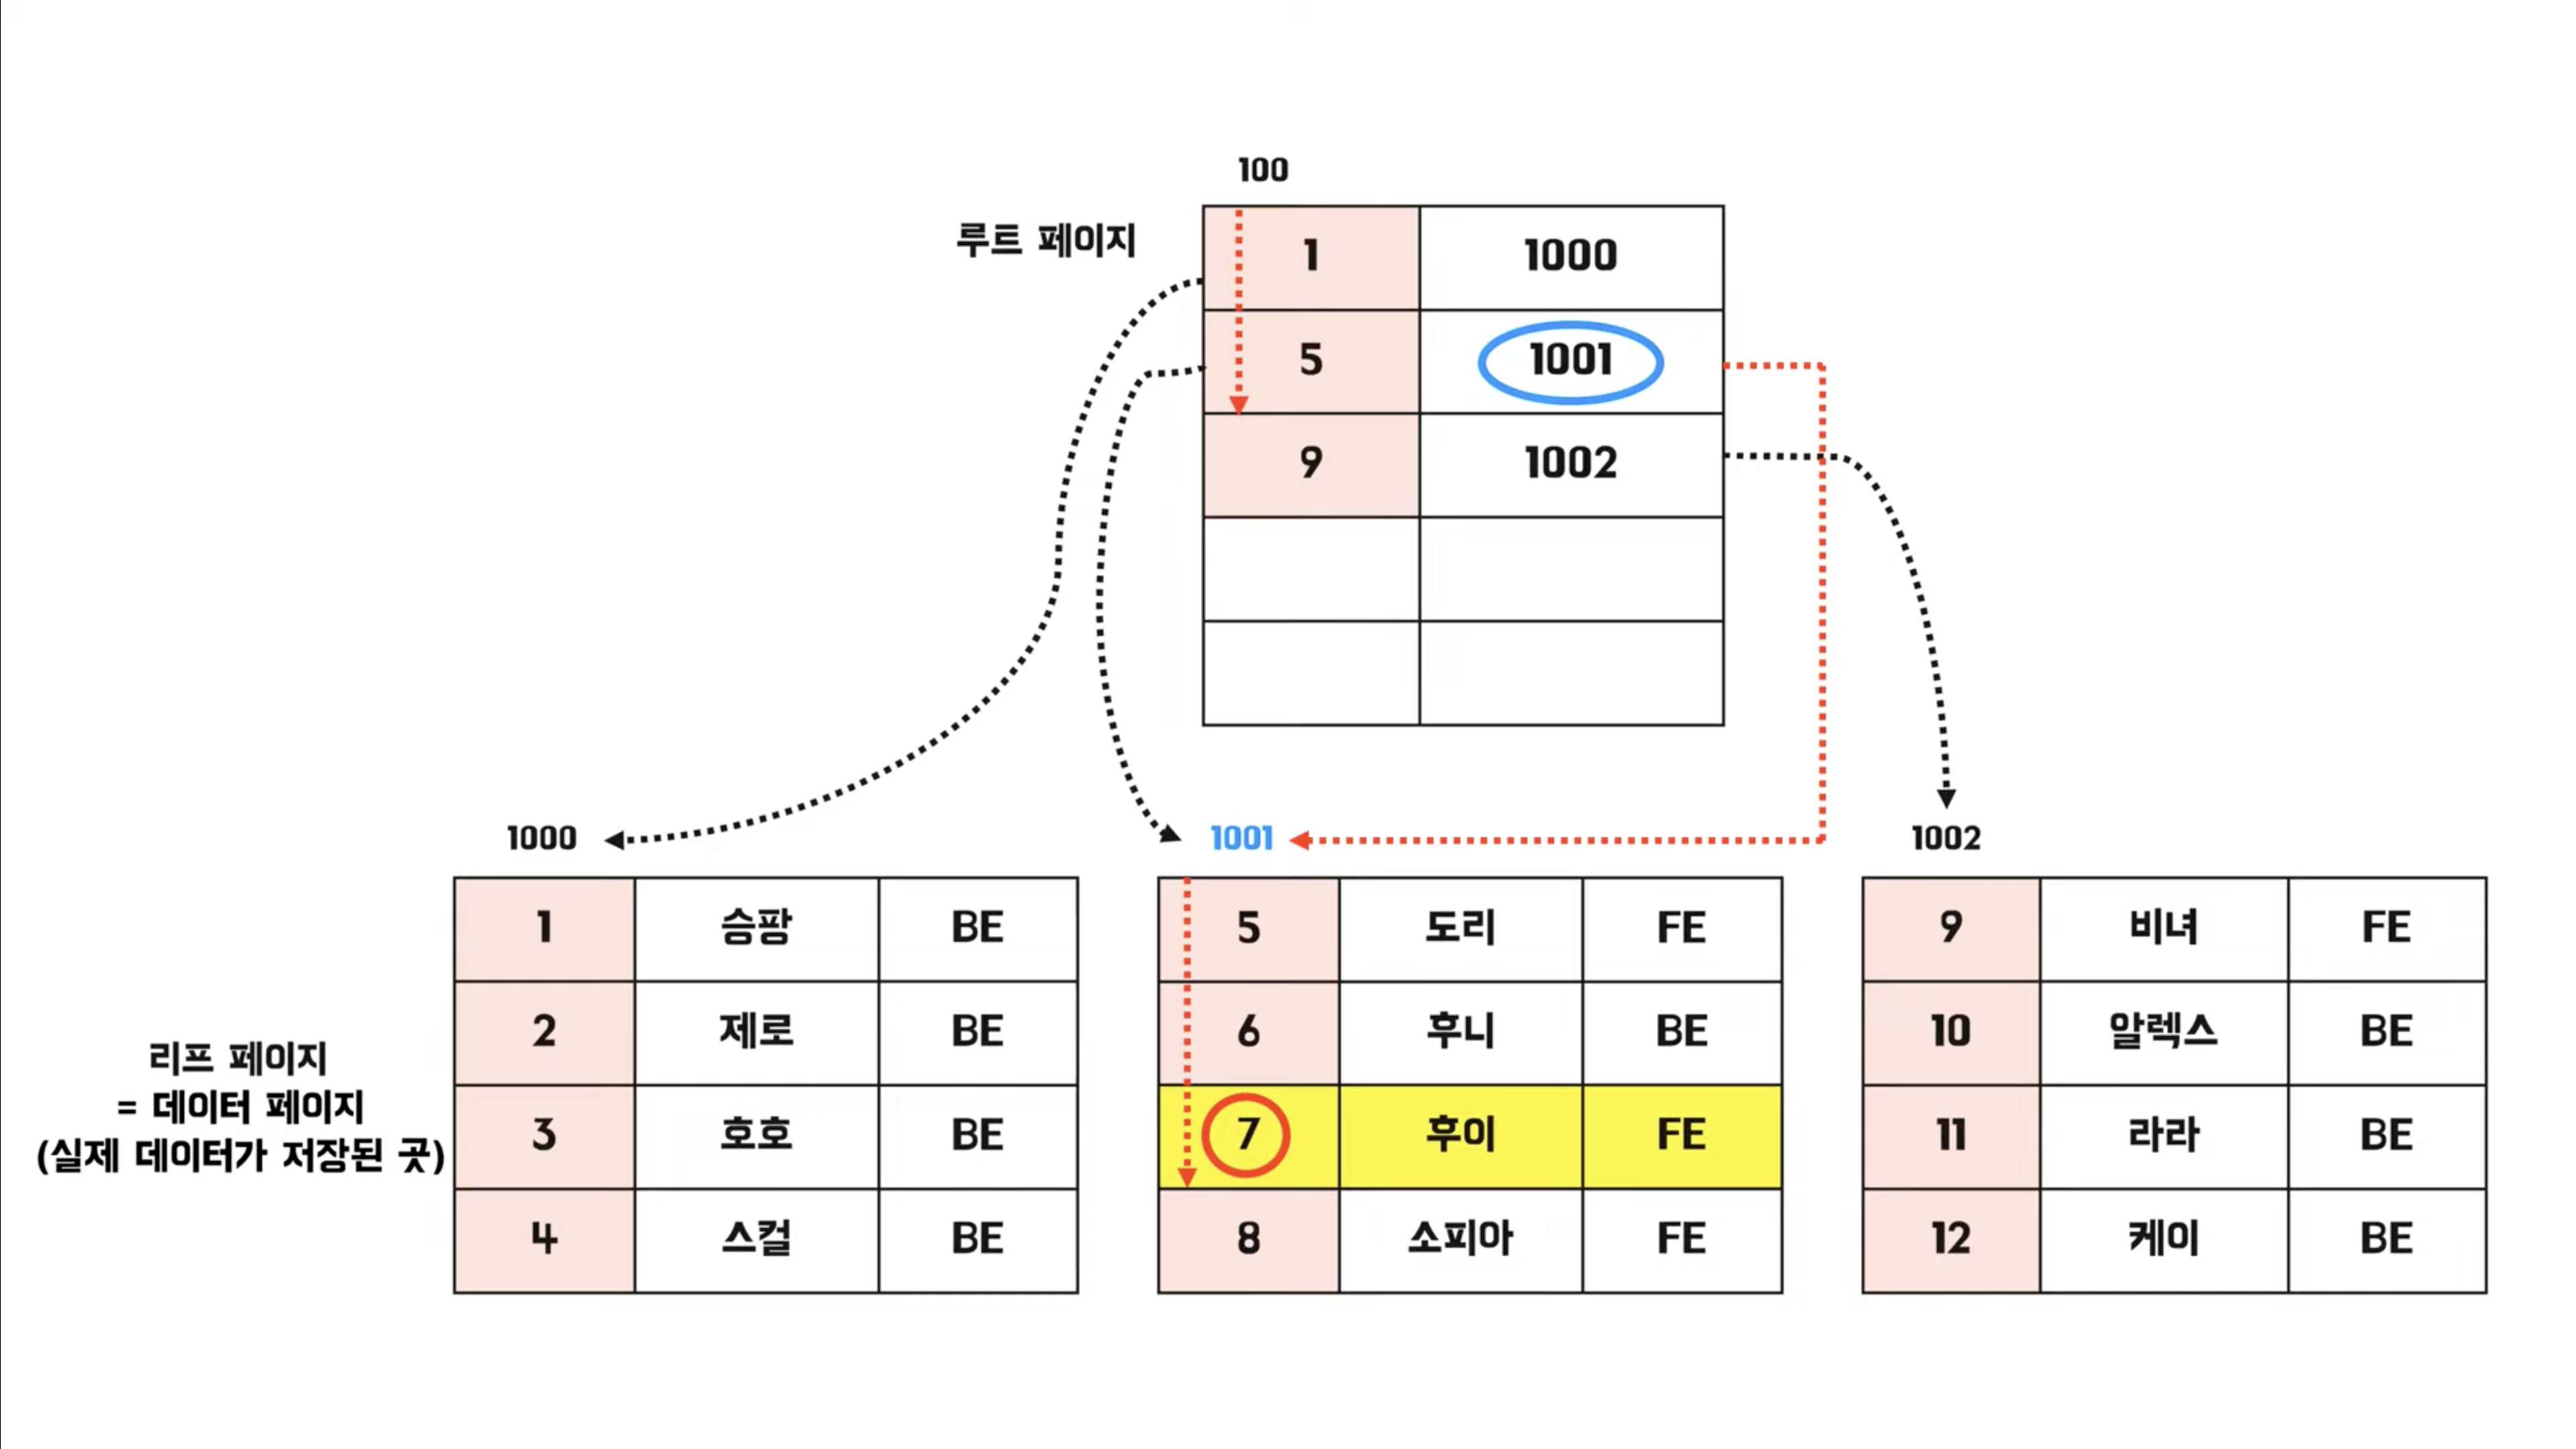 100
루트 페이지
1 1000
5 1001
9 1002
1000
1 승팡 BE
2 제로 BE
3 호호 BE
4 스컬 BE
리프 페이지
= 데이터 페이지
(실제 데이터가 저장된 곳)
1001
5 도리 FE
6 후니 BE
7 후이 FE
8 소피아 FE
1002
9 비녀 FE
10 알렉스 BE
11 라라 BE
12 케이 BE